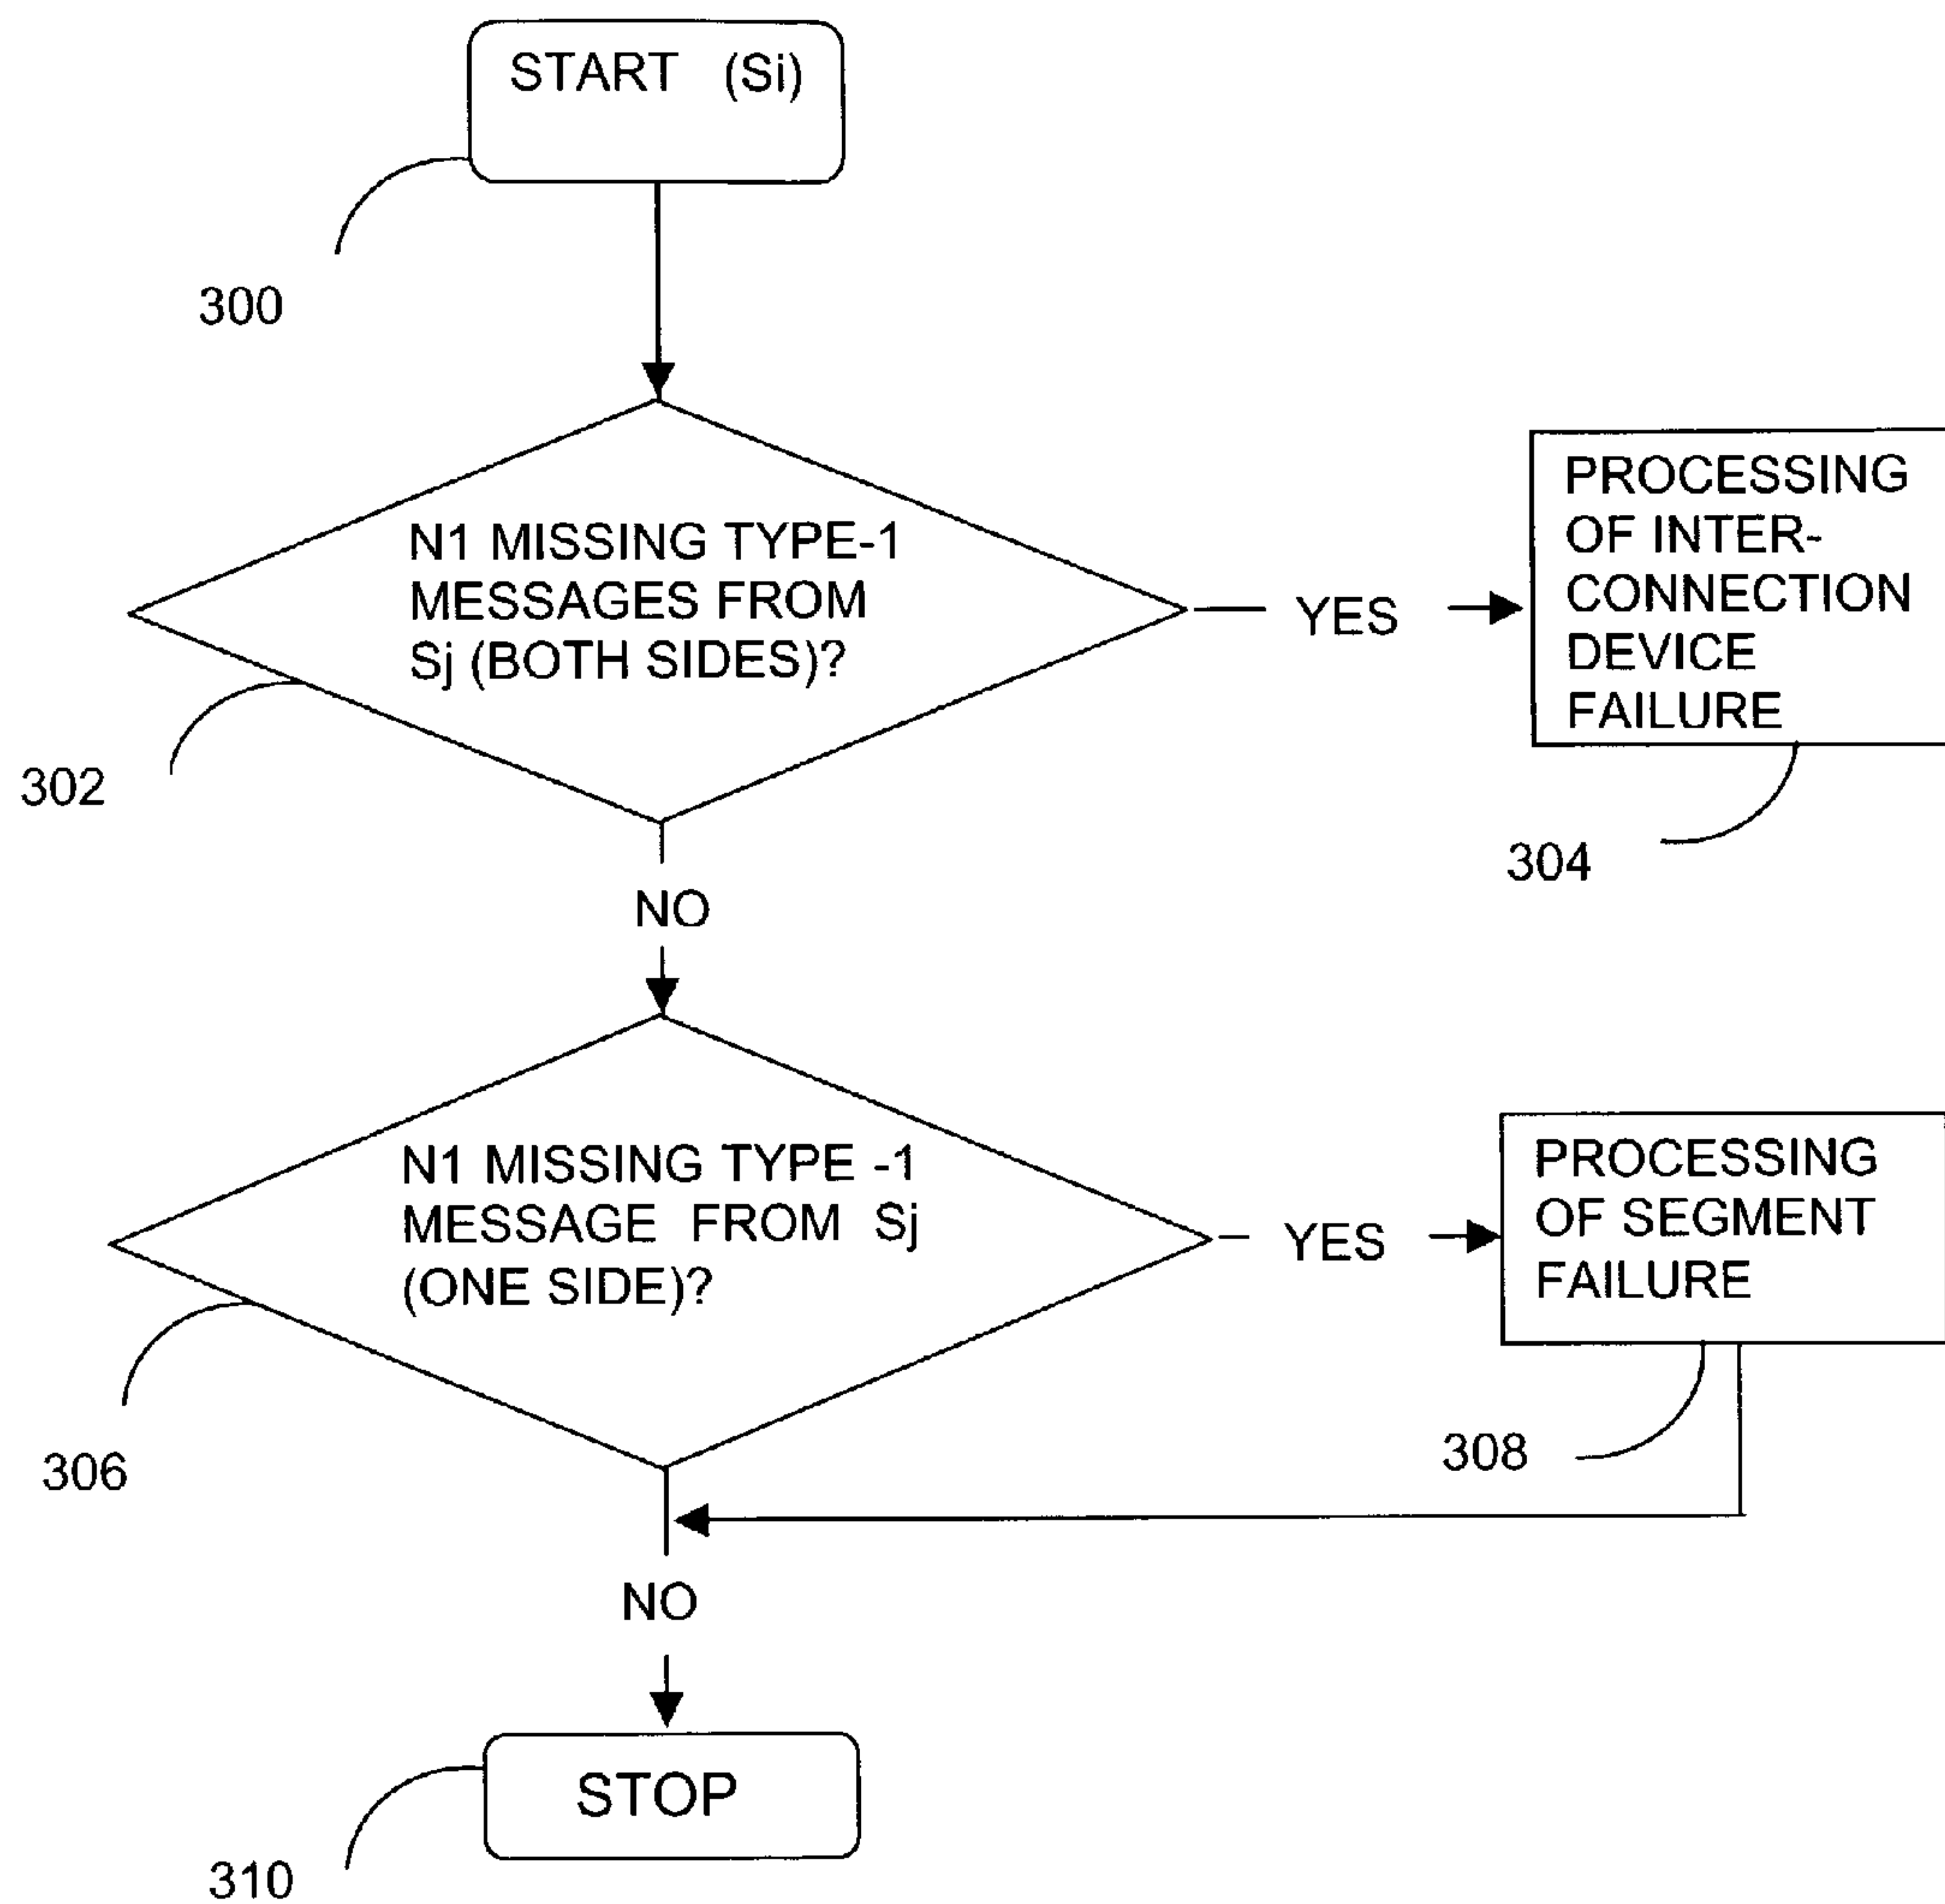 START (Si)
300
N1 MISSING TYPE-1
MESSAGES FROM
Sj (BOTH SIDES)?
302
YES
PROCESSING
OF INTER-
CONNECTION
DEVICE
FAILURE
304
NO
N1 MISSING TYPE -1
MESSAGE FROM Sj
(ONE SIDE)?
306
YES
PROCESSING
OF SEGMENT
FAILURE
308
NO
STOP
310